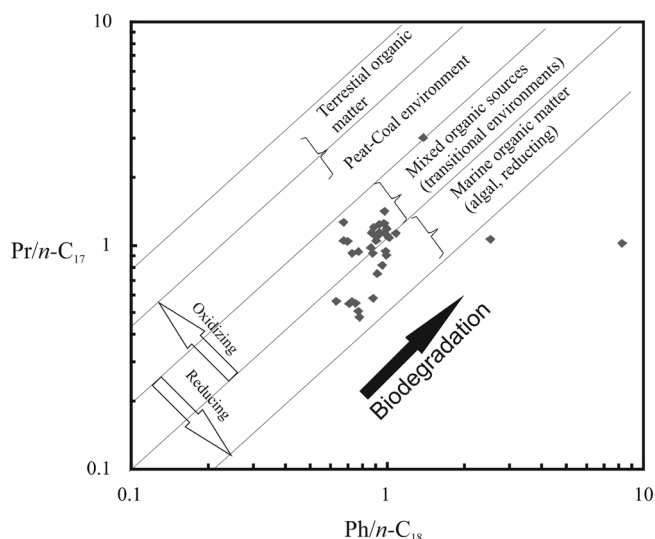 10
Terrestial organic
matter
Peat-Coal environment
Mixed organic sources
(transitional environments)
Marine organic matter
(algal, reducting)
Pr/n-C17
1
Oxidizing
Reducing
Biodegradation
0.1
0.1
1
10
Ph/n-C18